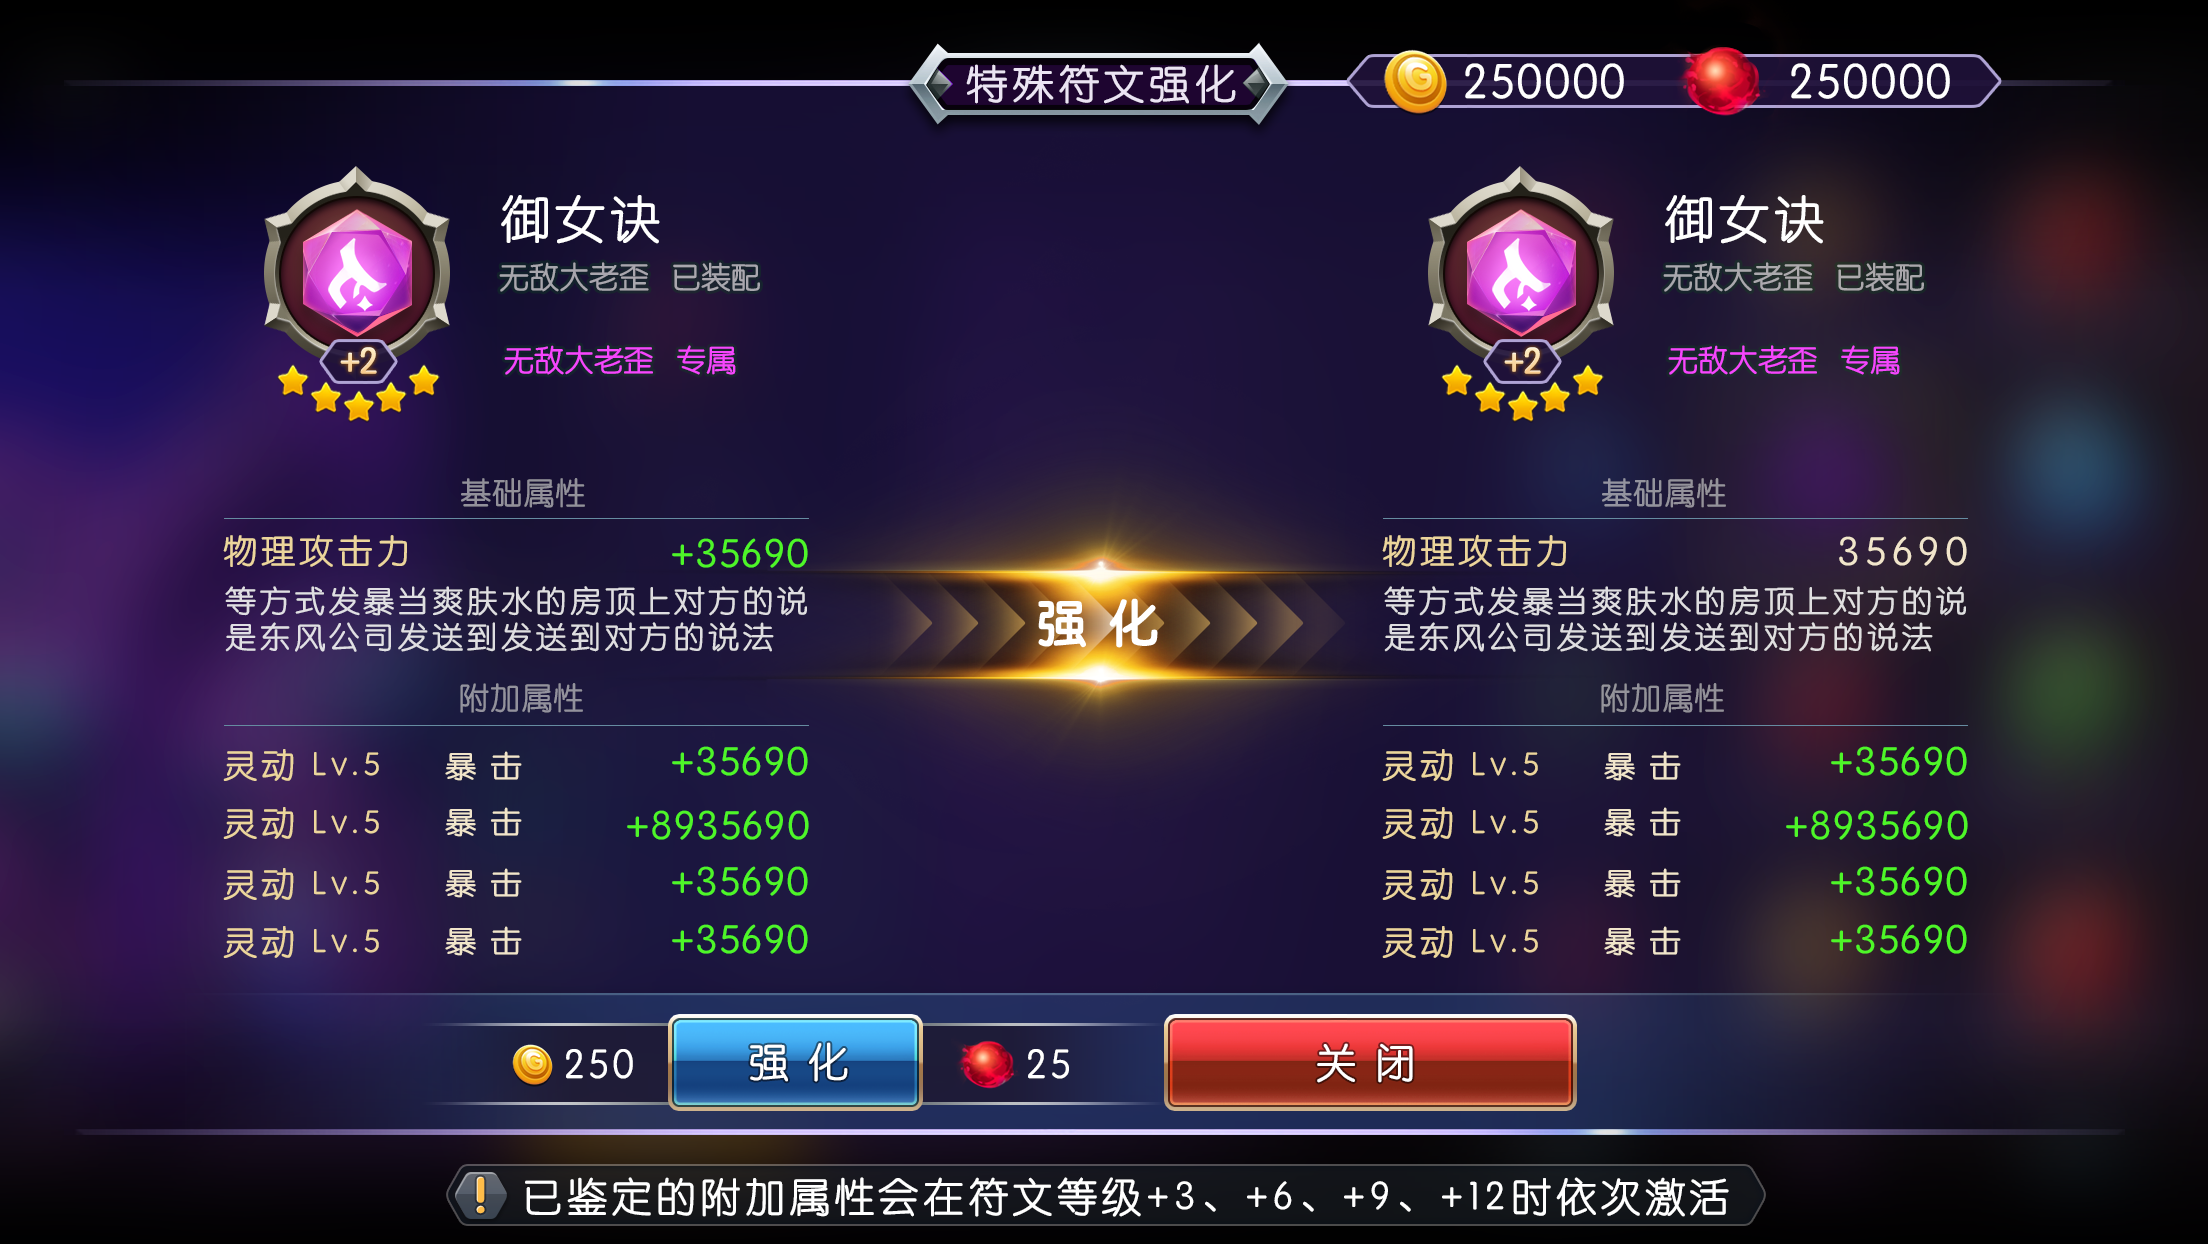 特殊符文强化
250000 250000
御女诀
无敌大老歪 已装配
+2
无敌大老歪 专属
基础属性
物理攻击力 +35690
等方式发暴当爽肤水的房顶上对方的说
是东风公司发送到发送到对方的说法
附加属性
灵动 Lv.5 暴 击 +35690
灵动 Lv.5 暴 击 +8935690
灵动 Lv.5 暴 击 +35690
灵动 Lv.5 暴 击 +35690
强 化
御女诀
无敌大老歪 已装配
+2
无敌大老歪 专属
基础属性
物理攻击力 35690
等方式发暴当爽肤水的房顶上对方的说
是东风公司发送到发送到对方的说法
附加属性
灵动 Lv.5 暴 击 +35690
灵动 Lv.5 暴 击 +8935690
灵动 Lv.5 暴 击 +35690
灵动 Lv.5 暴 击 +35690
250 强 化 25 关 闭
已鉴定的附加属性会在符文等级+3、+6、+9、+12时依次激活